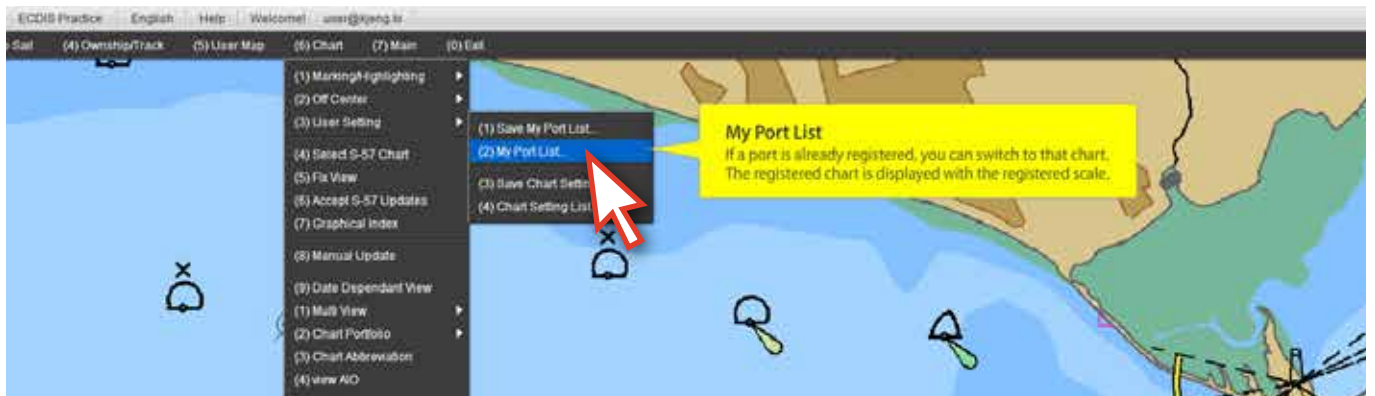 ECDIS Practice English Help Welcome! user@kjeng.kr
Sail (4) Ownship/Track (5) User Map (6) Chart (7) Main (0) Exit
(1) Marking/Highlighting
(2) Off Center
(3) User Setting
(4) Select S-57 Chart
(5) Fix View
(6) Accept S-57 Updates
(7) Graphical Index
(8) Manual Update
(9) Date Dependant View
(1) Multi View
(2) Chart Portfolio
(3) Chart Abbreviation
(4) view AIO
(1) Save My Port List...
(2) My Port List...
(3) Save Chart Settin
(4) Chart Setting List
My Port List
If a port is already registered, you can switch to that chart.
The registered chart is displayed with the registered scale.